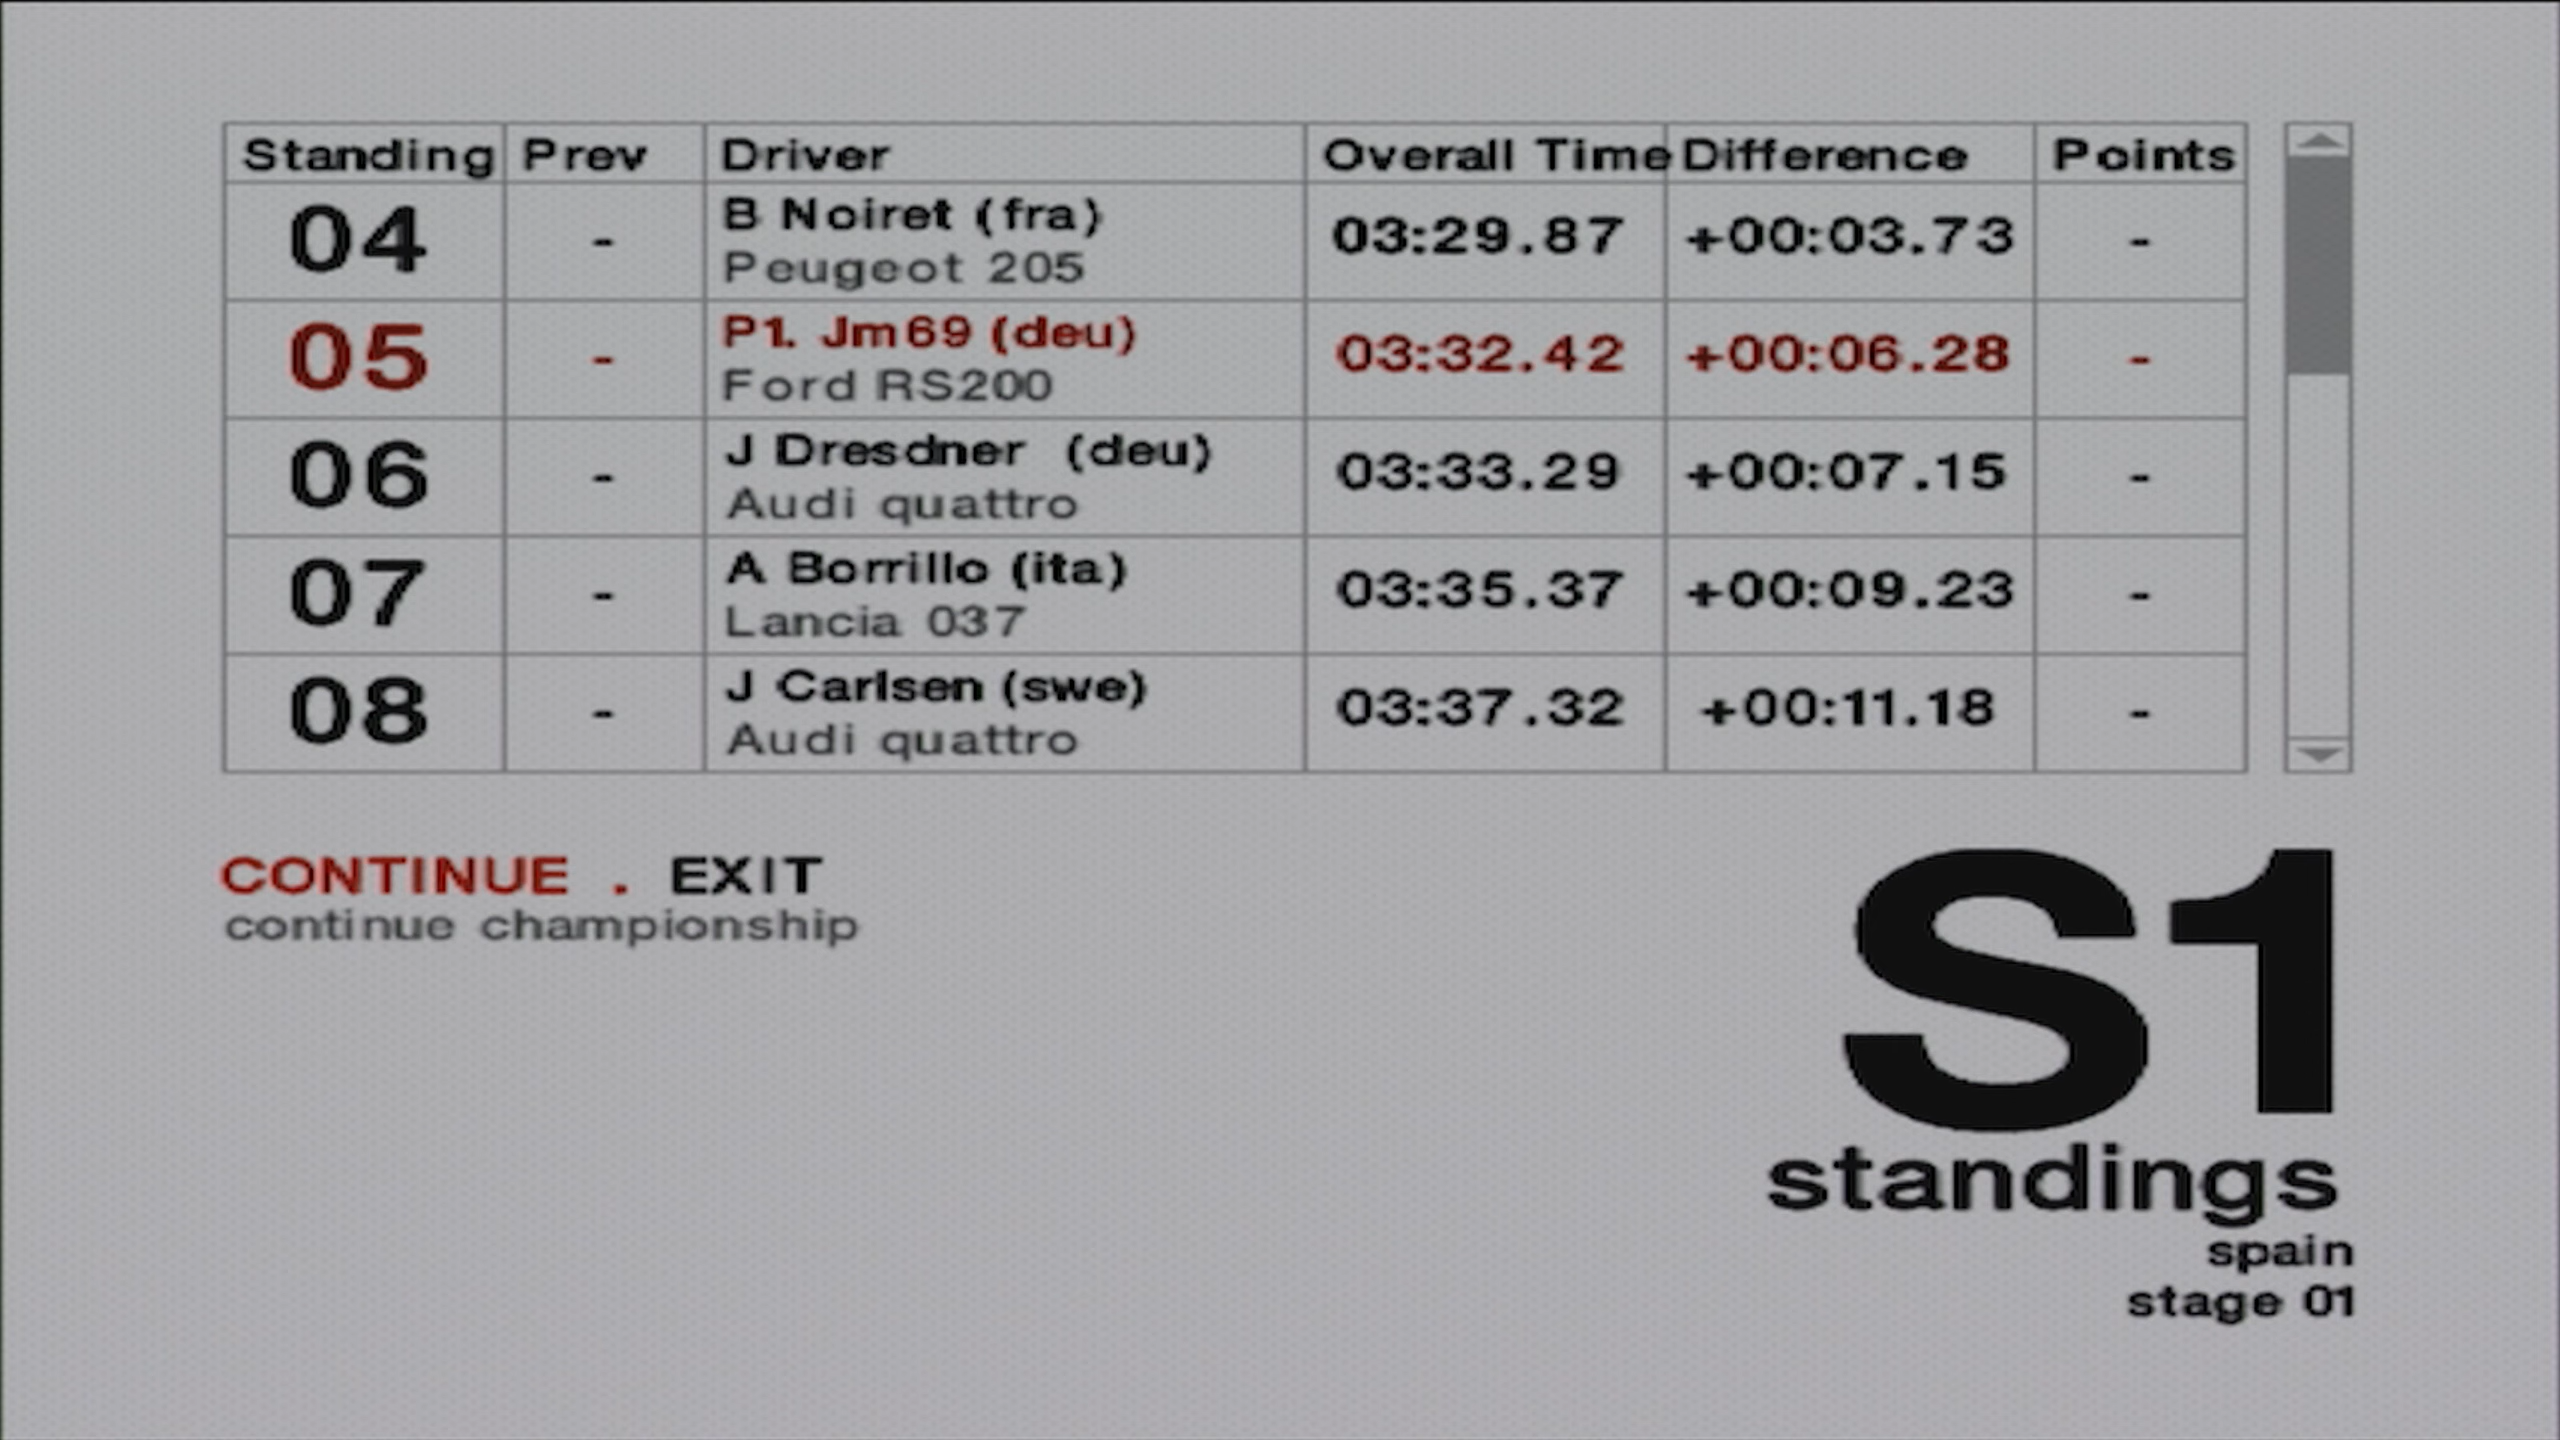 Standing Prev Driver Overall Time Difference Points
04 - B Noiret (fra) 03:29.87 +00:03.73 -
Peugeot 205
05 - P1. Jm69 (deu) 03:32.42 +00:06.28 -
Ford RS200
06 - J Dresdner (deu) 03:33.29 +00:07.15 -
Audi quattro
07 - A Borrillo (ita) 03:35.37 +00:09.23 -
Lancia 037
08 - J Carlsen (swe) 03:37.32 +00:11.18 -
Audi quattro
CONTINUE . EXIT
continue championship
S1
standings
spain
stage 01